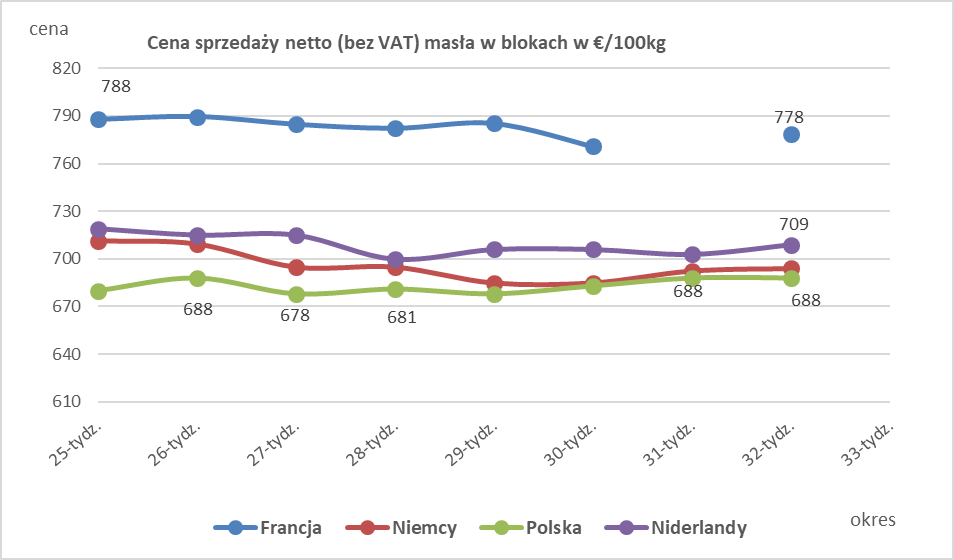 cena
Cena sprzedaży netto (bez VAT) masła w blokach w €/100kg
820
790
760
730
700
670
640
610
788
778
709
688
678
681
688
688
25-tydz.
26-tydz.
27-tydz.
28-tydz.
29-tydz.
30-tydz.
31-tydz.
32-tydz.
33-tydz.
Francja Niemcy Polska Niderlandy
okres